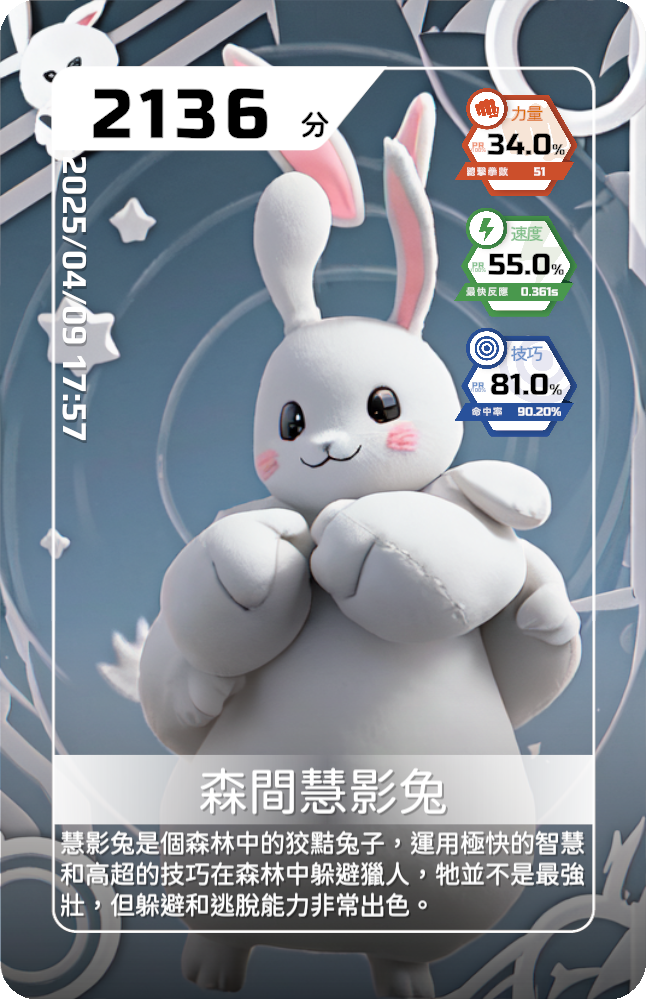 2136 分
2025/04/09 17:57
力量
PR 34.0%
總擊拳數 51
速度
PR 55.0%
最快反應 0.361s
技巧
PR 81.0%
命中率 90.20%
森間慧影兔
慧影兔是個森林中的狡黠兔子，運用極快的智慧
和高超的技巧在森林中躲避獵人，牠並不是最強
壯，但躲避和逃脫能力非常出色。